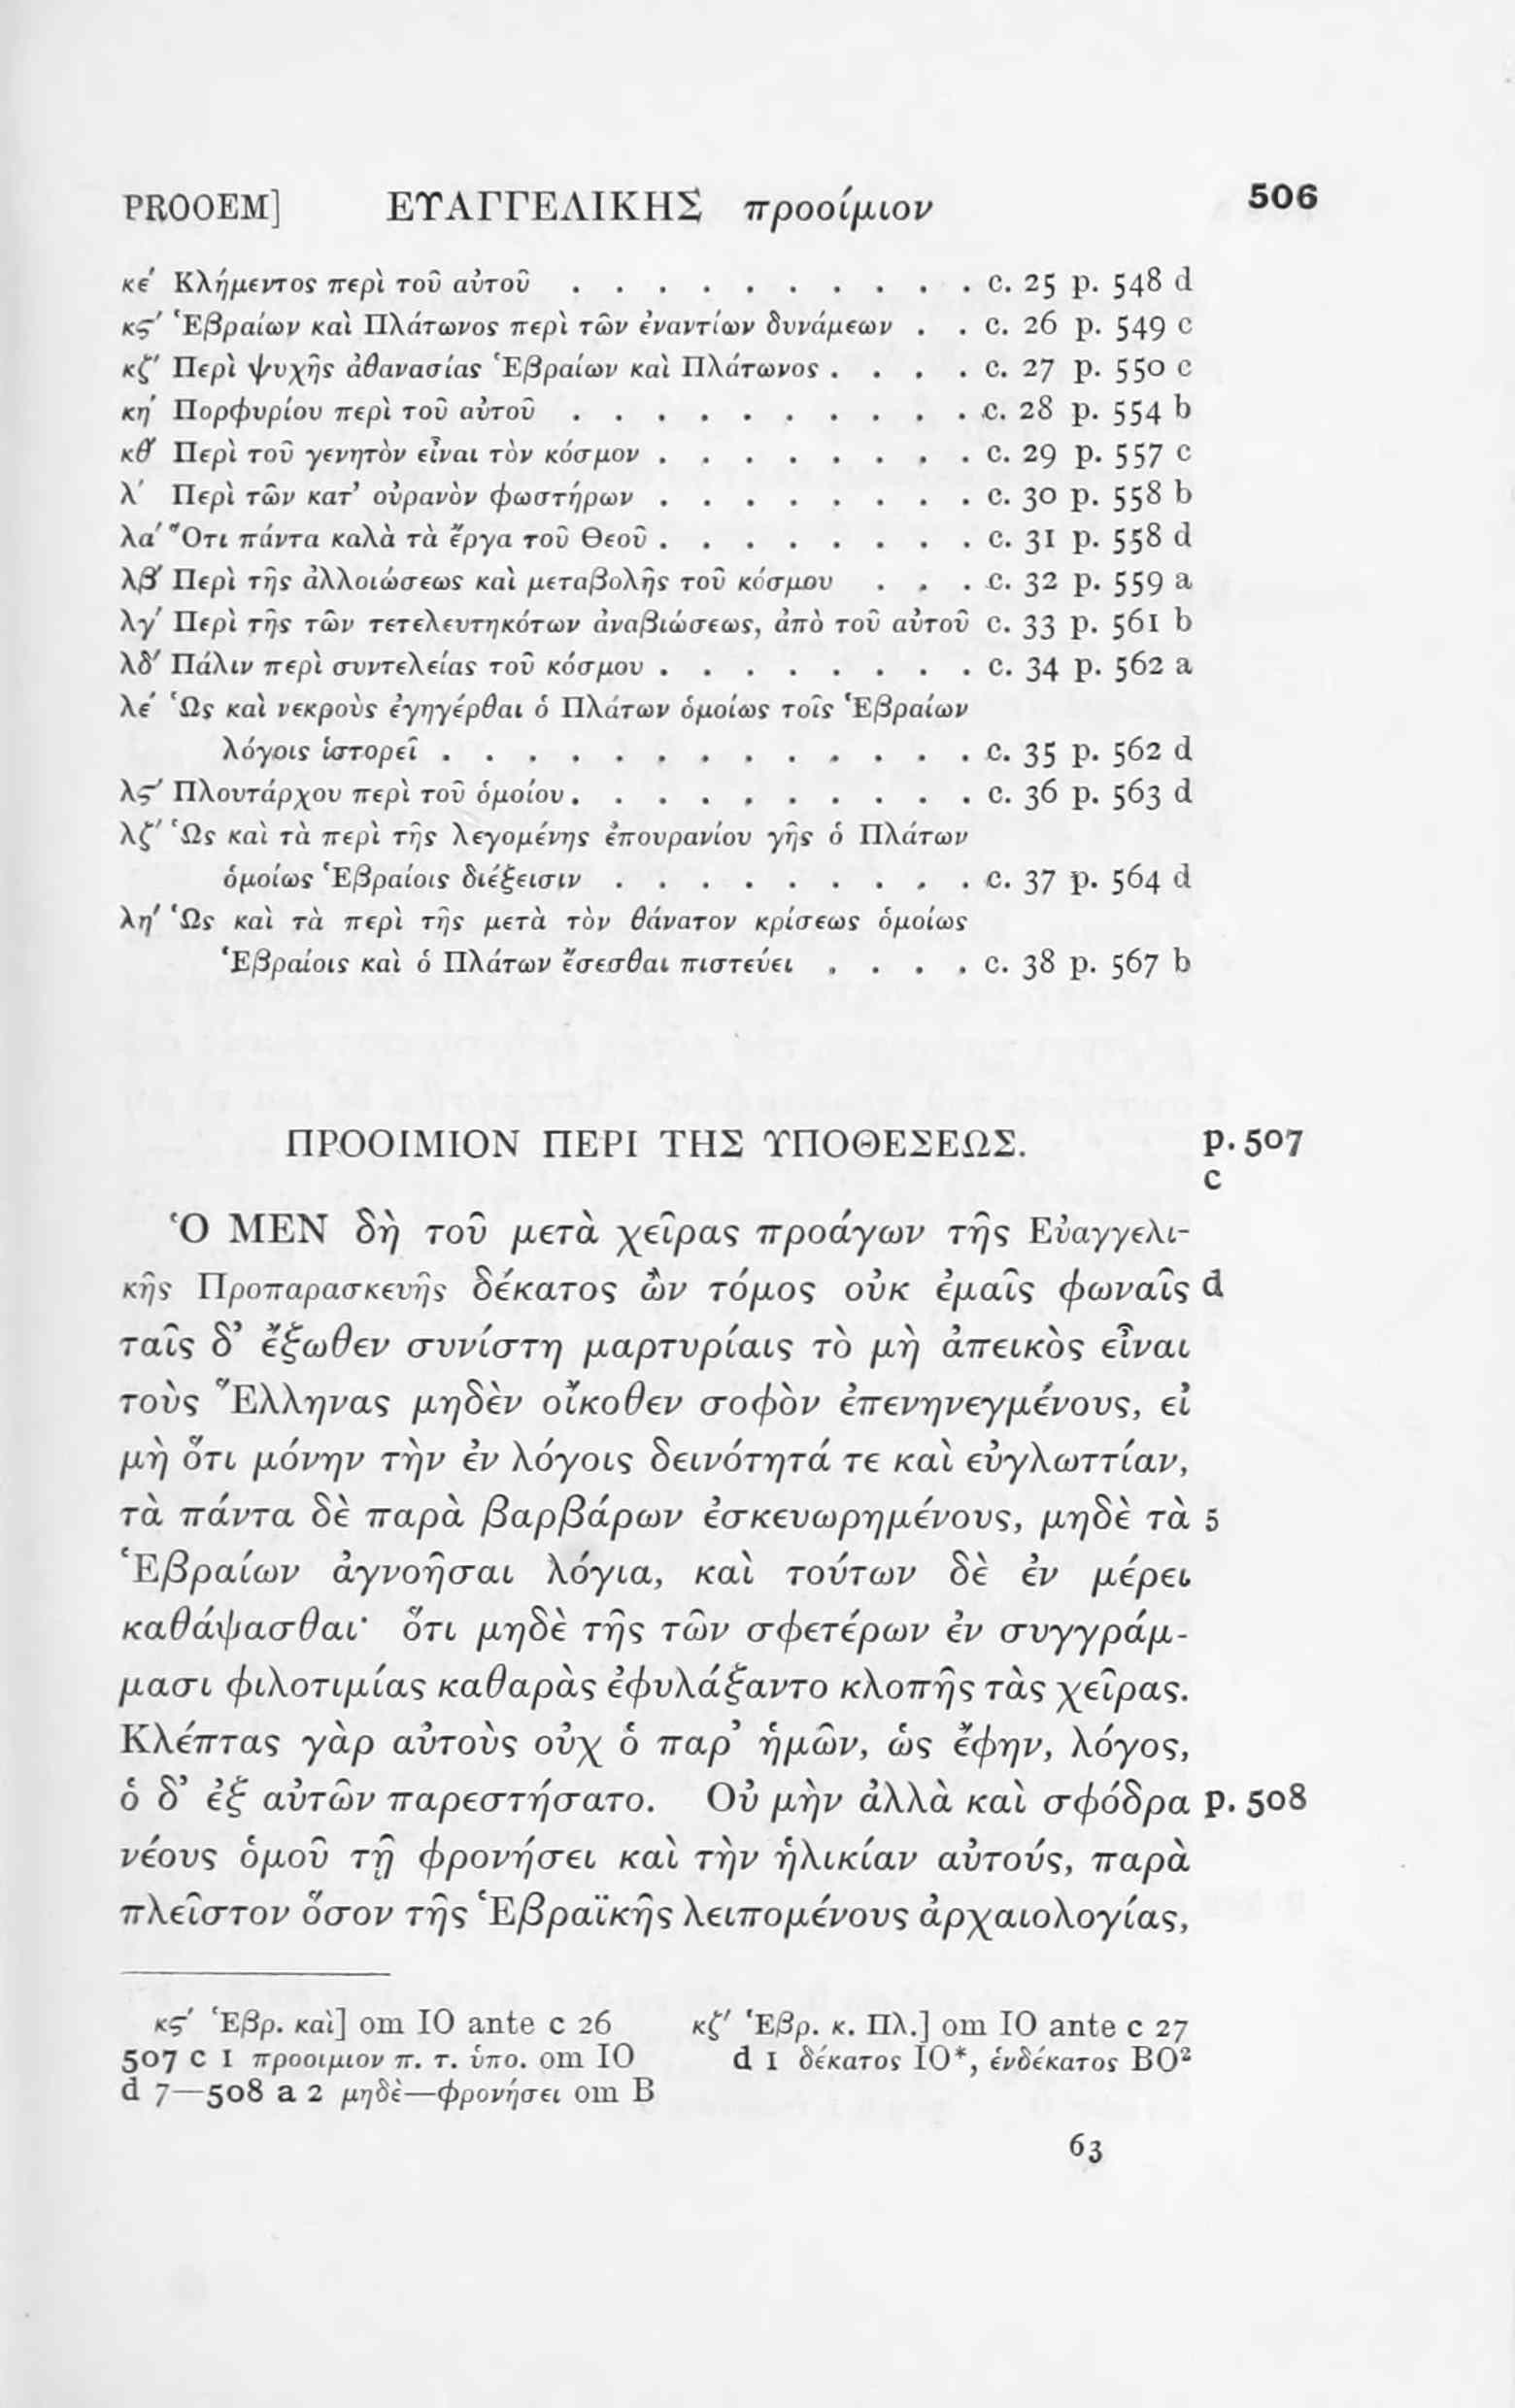 PROOEM] ΕΥΑΓΓΕΛΙΚΗΣ προοίμιον 506
κε΄ Κλήμεντος περὶ τοῦ αὐτοῦ . . . . . . . . . . c. 25 p. 548 d
κϛ΄ Ἑβραίων καὶ Πλάτωνος περὶ τῶν ἐναντίων δυνάμεων . . c. 26 p. 549 c
κζ΄ Περὶ ψυχῆς ἀθανασίας Ἑβραίων καὶ Πλάτωνος . . . . c. 27 p. 550 c
κη΄ Πορφυρίου περὶ τοῦ αὐτοῦ . . . . . . . . . . c. 28 p. 554 b
κθ΄ Περὶ τοῦ γενητὸν εἶναι τὸν κόσμον . . . . . . . . c. 29 p. 557 c
λ΄ Περὶ τῶν κατ’ οὐρανὸν φωστήρων . . . . . . . . c. 30 p. 558 b
λα΄ Ὅτι πάντα καλὰ τὰ ἔργα τοῦ Θεοῦ . . . . . . . . c. 31 p. 558 d
λβ΄ Περὶ τῆς ἀλλοιώσεως καὶ μεταβολῆς τοῦ κόσμου . . . c. 32 p. 559 a
λγ΄ Περὶ τῆς τῶν τετελευτηκότων ἀναβιώσεως, ἀπὸ τοῦ αὐτοῦ c. 33 p. 561 b
λδ΄ Πάλιν περὶ συντελείας τοῦ κόσμου . . . . . . . . c. 34 p. 562 a
λε΄ Ὡς καὶ νεκροὺς ἐγηγέρθαι ὁ Πλάτων ὁμοίως τοῖς Ἑβραίων
λόγοις ἱστορεῖ . . . . . . . . . . . . . c. 35 p. 562 d
λϛ΄ Πλουτάρχου περὶ τοῦ ὁμοίου . . . . . . . . . . c. 36 p. 563 d
λζ΄ Ὡς καὶ τὰ περὶ τῆς λεγομένης ἐπουρανίου γῆς ὁ Πλάτων
ὁμοίως Ἑβραίοις διέξεισιν . . . . . . . . . c. 37 p. 564 d
λη΄ Ὡς καὶ τὰ περὶ τῆς μετὰ τὸν θάνατον κρίσεως ὁμοίως
Ἑβραίοις καὶ ὁ Πλάτων ἔσεσθαι πιστεύει . . . . c. 38 p. 567 b
ΠΡΟΟΙΜΙΟΝ ΠΕΡΙ ΤΗΣ ΥΠΟΘΕΣΕΩΣ. p. 507
c
Ὁ ΜΕΝ δὴ τοῦ μετὰ χεῖρας προάγων τῆς Εὐαγγελι-
κῆς Προπαρασκευῆς δέκατος ὢν τόμος οὐκ ἐμαῖς φωναῖς d
ταῖς δ’ ἔξωθεν συνίστη μαρτυρίαις τὸ μὴ ἀπεικὸς εἶναι
τοὺς Ἕλληνας μηδὲν οἴκοθεν σοφὸν ἐπενηνεγμένους, εἰ
μὴ ὅτι μόνην τὴν ἐν λόγοις δεινότητά τε καὶ εὐγλωττίαν,
τὰ πάντα δὲ παρὰ βαρβάρων ἐσκευωρημένους, μηδὲ τὰ 5
Ἑβραίων ἀγνοῆσαι λόγια, καὶ τούτων δὲ ἐν μέρει
καθάψασθαι· ὅτι μηδὲ τῆς τῶν σφετέρων ἐν συγγράμ-
μασι φιλοτιμίας καθαρὰς ἐφυλάξαντο κλοπῆς τὰς χεῖρας.
Κλέπτας γὰρ αὐτοὺς οὐχ ὁ παρ’ ἡμῶν, ὡς ἔφην, λόγος,
ὁ δ’ ἐξ αὐτῶν παρεστήσατο. Οὐ μὴν ἀλλὰ καὶ σφόδρα p. 508
νέους ὁμοῦ τῇ φρονήσει καὶ τὴν ἡλικίαν αὐτούς, παρὰ
πλεῖστον ὅσον τῆς Ἑβραϊκῆς λειπομένους ἀρχαιολογίας,
κϛ΄ Ἑβρ. καὶ] om IO ante c 26 κζ΄ Ἑβρ. κ. Πλ.] om IO ante c 27
507 c 1 προοιμιον π. τ. ὑπο. om IO d 1 δέκατος IO*, ἑνδέκατος BO²
d 7—508 a 2 μηδὲ—φρονήσει om B
63